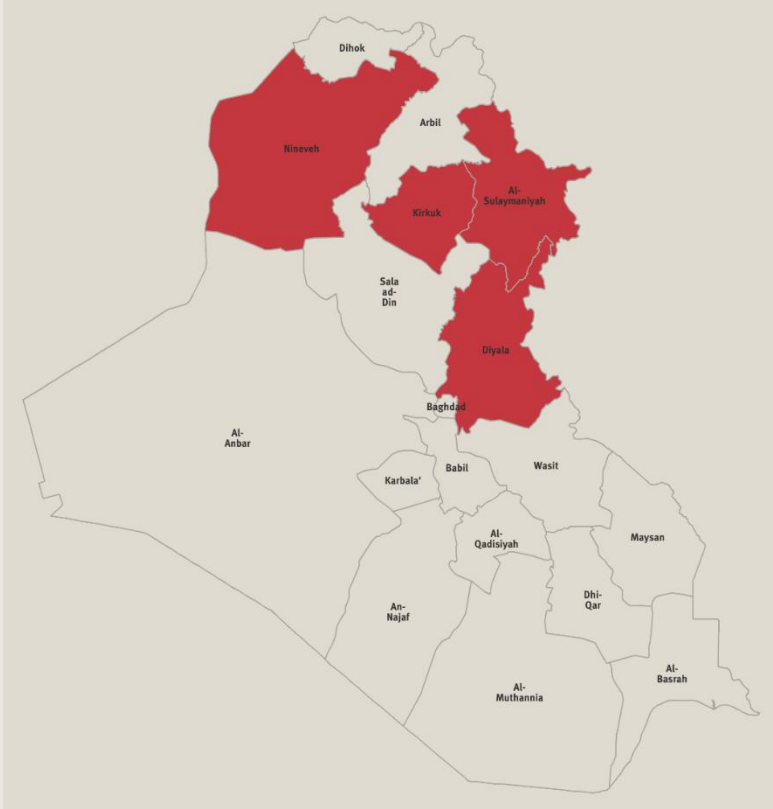 Dihok
Arbil
Nineveh
Al-
Sulaymaniyah
Kirkuk
Sala
ad-
Din
Diyala
Baghdad
Al-
Anbar
Babil
Wasit
Karbala'
Al-
Qadisiyah
Maysan
Dhi-
Qar
An-
Najaf
Al-
Basrah
Al-
Muthannia